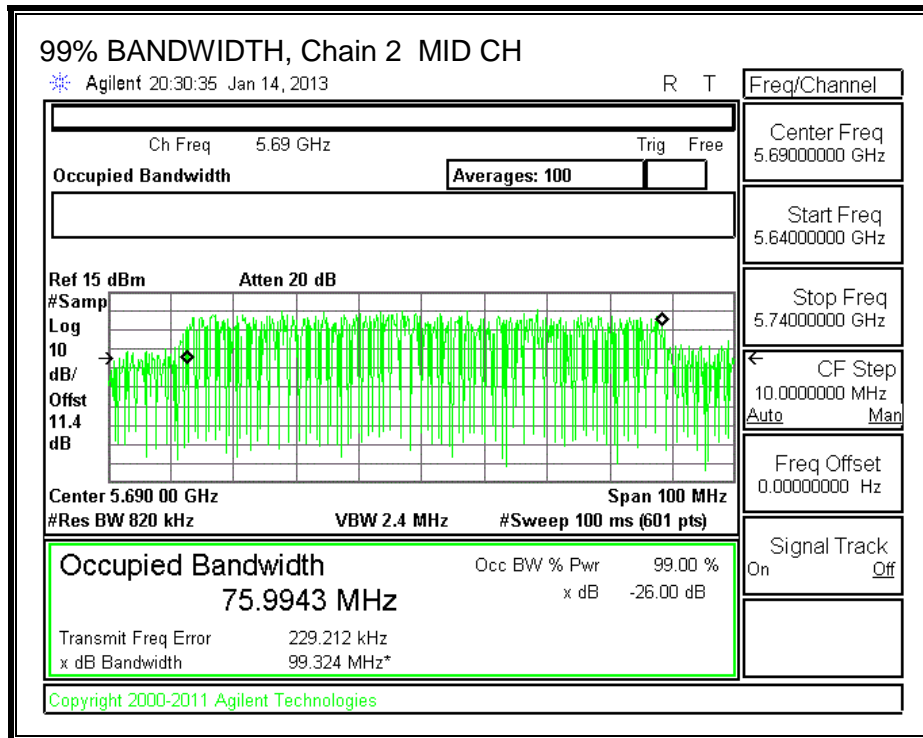 99% BANDWIDTH, Chain 2 MID CH
Agilent 20:30:35 Jan 14, 2013 R T
Ch Freq 5.69 GHz Trig Free
Occupied Bandwidth Averages: 100
Ref 15 dBm Atten 20 dB
#Samp
Log
10
dB/
Offst
11.4
dB
Center 5.690 00 GHz Span 100 MHz
#Res BW 820 kHz VBW 2.4 MHz #Sweep 100 ms (601 pts)
Occupied Bandwidth Occ BW % Pwr 99.00 %
75.9943 MHz x dB -26.00 dB
Transmit Freq Error 229.212 kHz
x dB Bandwidth 99.324 MHz*
Copyright 2000-2011 Agilent Technologies
Freq/Channel
Center Freq
5.69000000 GHz
Start Freq
5.64000000 GHz
Stop Freq
5.74000000 GHz
CF Step
10.0000000 MHz
Auto Man
Freq Offset
0.00000000 Hz
Signal Track
On Off